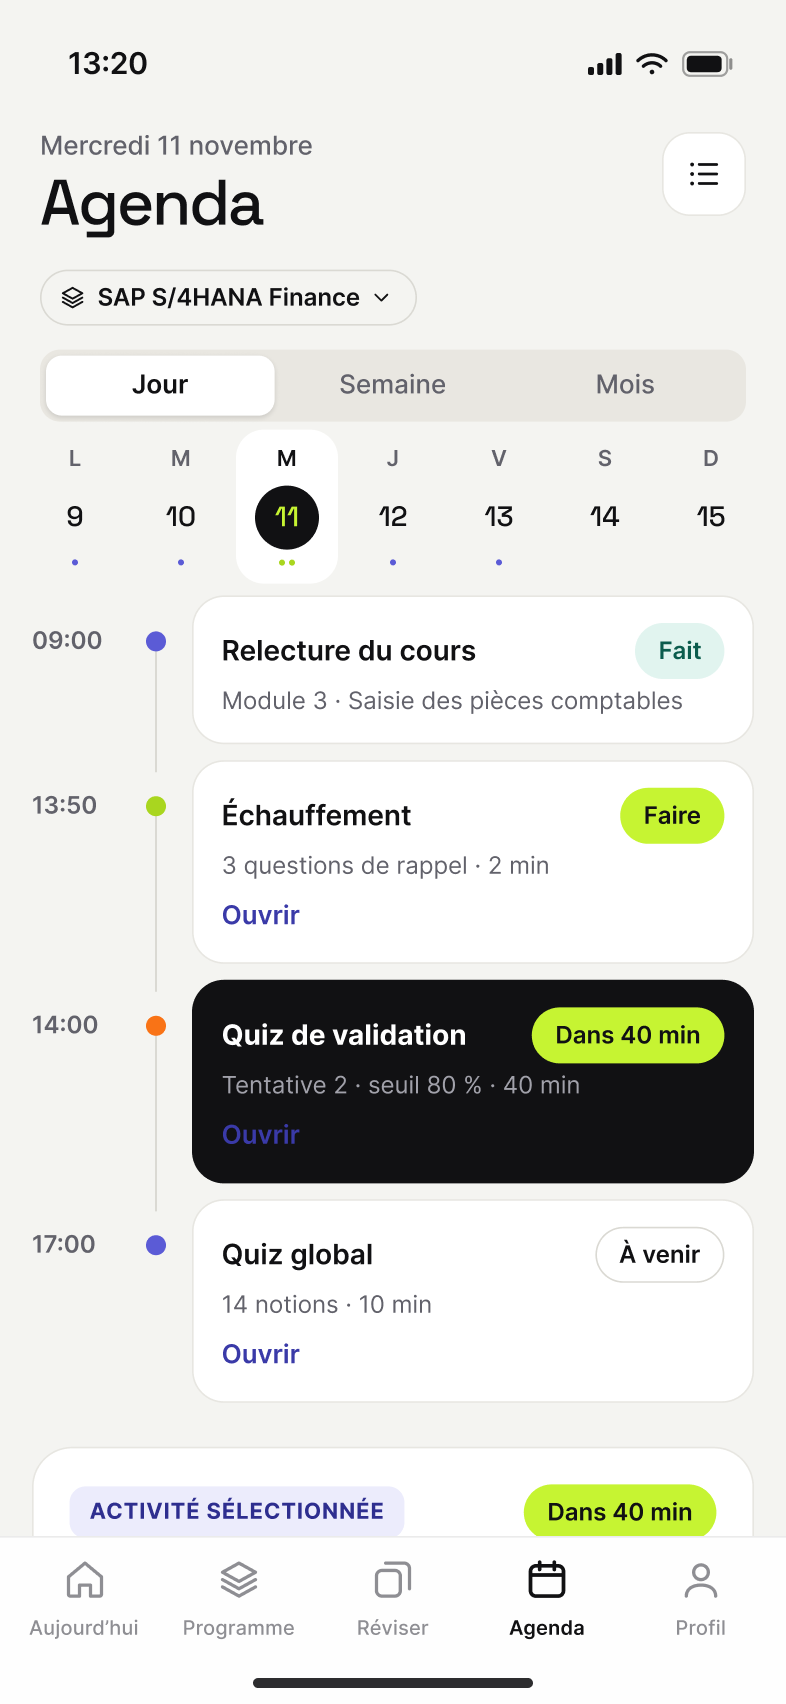 13:20
Mercredi 11 novembre
Agenda
SAP S/4HANA Finance
Jour Semaine Mois
L M M J V S D
9 10 11 12 13 14 15
09:00 Relecture du cours Fait
Module 3 · Saisie des pièces comptables
13:50 Échauffement Faire
3 questions de rappel · 2 min
Ouvrir
14:00 Quiz de validation Dans 40 min
Tentative 2 · seuil 80 % · 40 min
Ouvrir
17:00 Quiz global À venir
14 notions · 10 min
Ouvrir
ACTIVITÉ SÉLECTIONNÉE Dans 40 min
Aujourd’hui Programme Réviser Agenda Profil